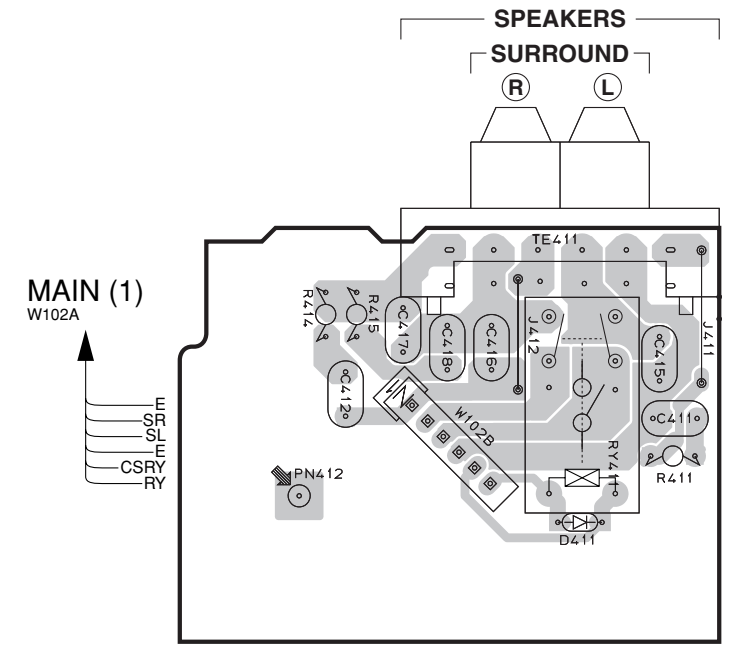 SPEAKERS
SURROUND
R L
TE411
MAIN (1)
W102A
R414
R415
C417
C418
C416
J412
C415
J411
C412
W102B
C411
E
SR
SL
E
CSRY
RY
PN412
RY411
R411
D411